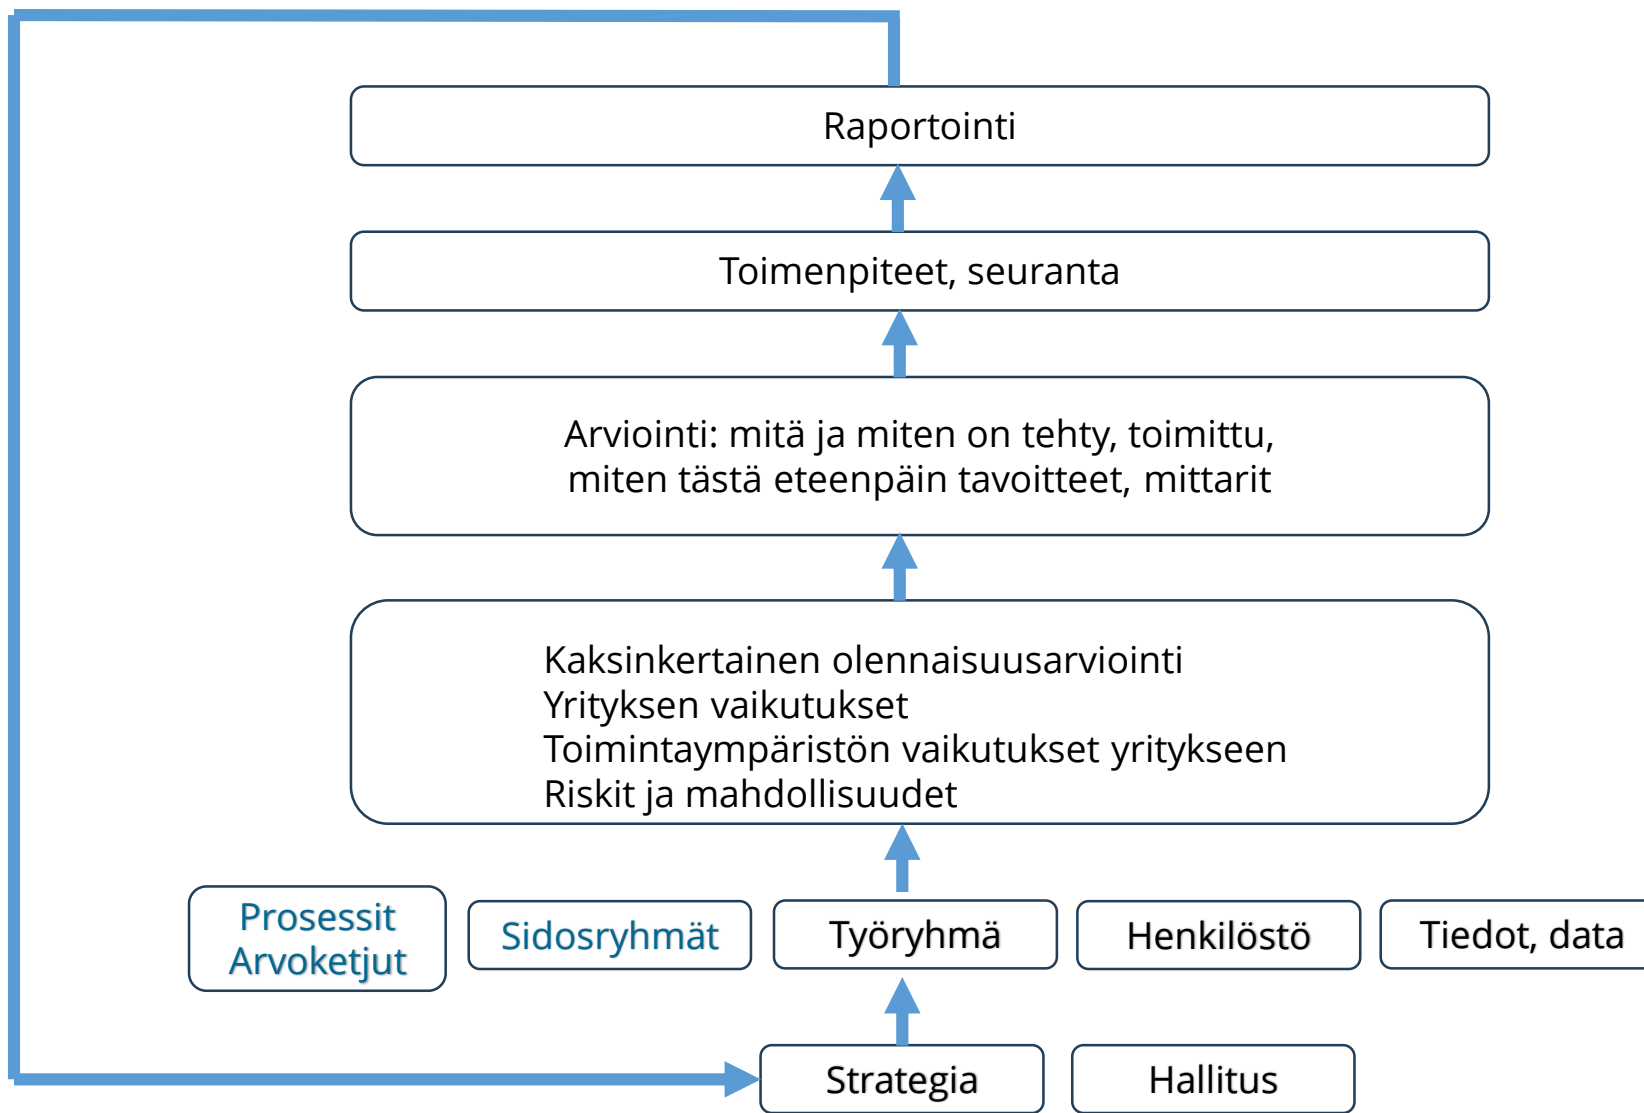 Raportointi
Toimenpiteet, seuranta
Arviointi: mitä ja miten on tehty, toimittu,
miten tästä eteenpäin tavoitteet, mittarit
Kaksinkertainen olennaisuusarviointi
Yrityksen vaikutukset
Toimintaympäristön vaikutukset yritykseen
Riskit ja mahdollisuudet
Prosessit
Arvoketjut
Sidosryhmät
Työryhmä
Henkilöstö
Tiedot, data
Strategia
Hallitus